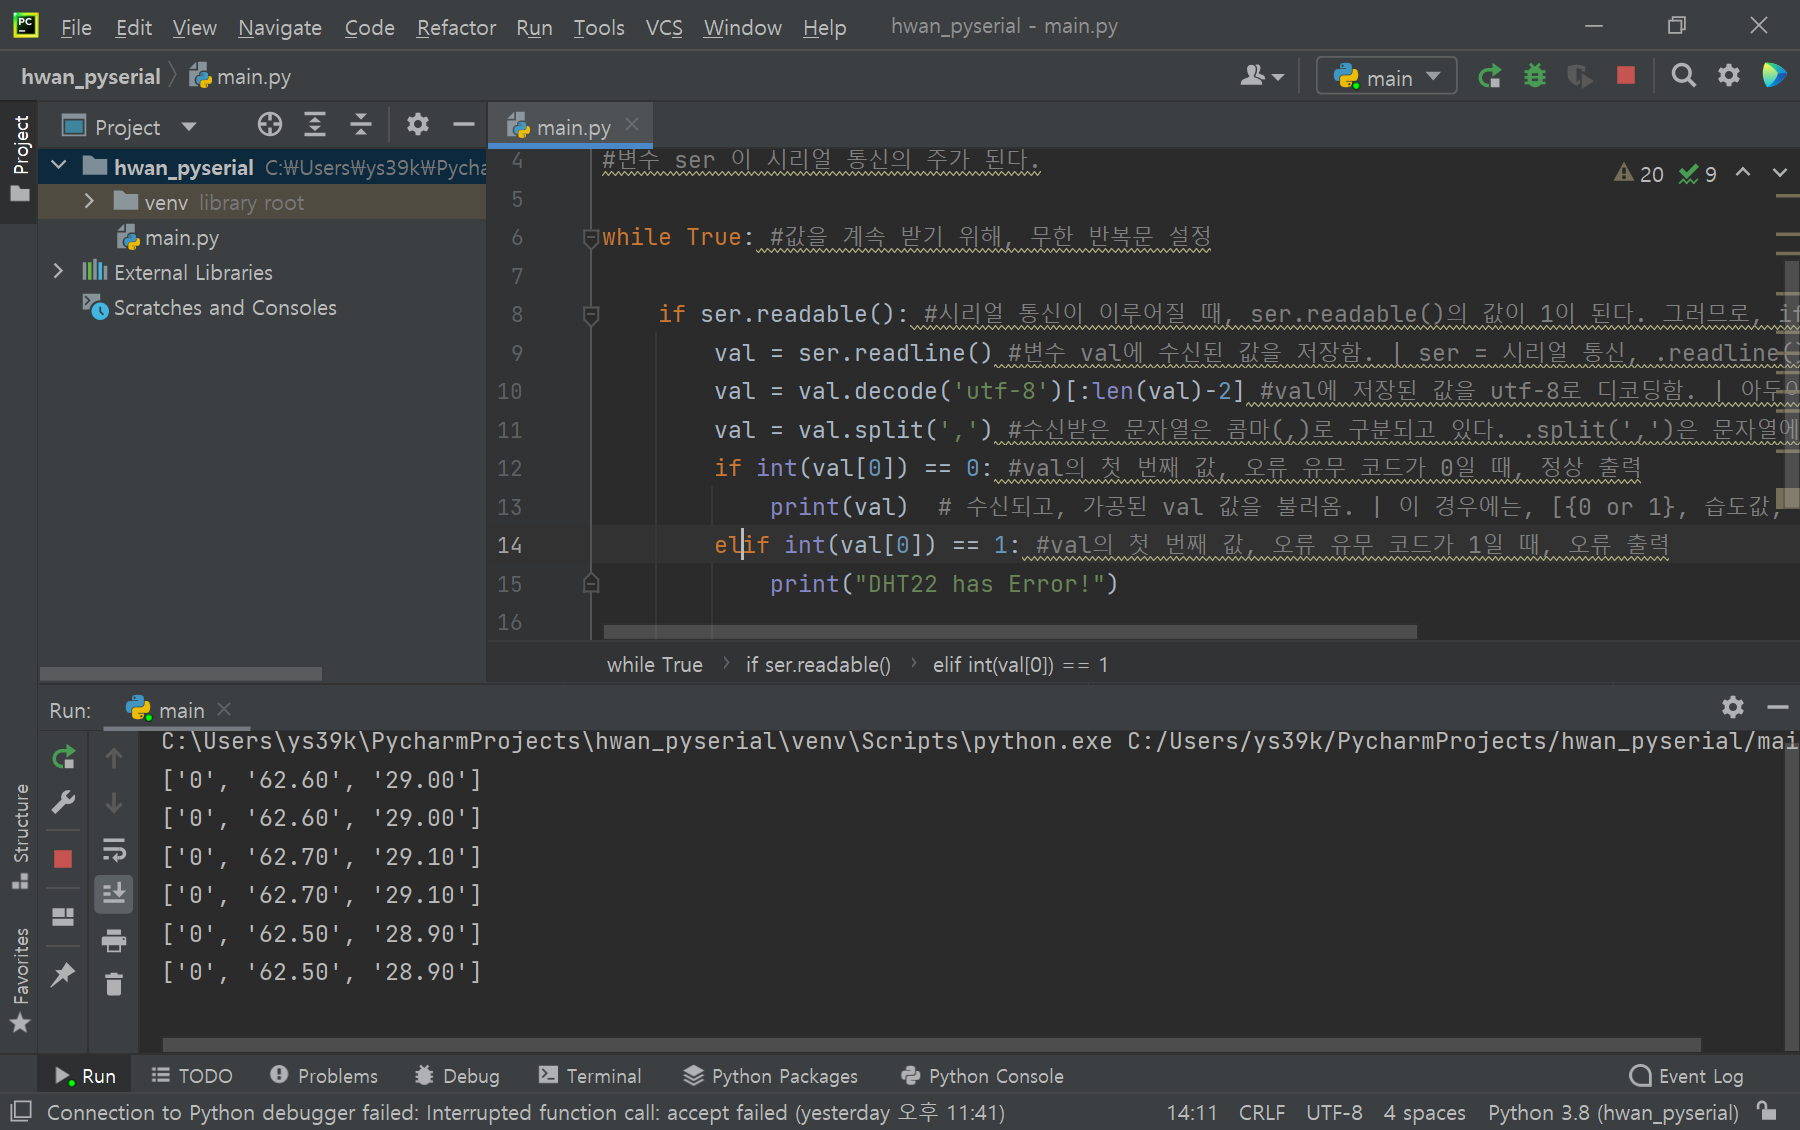 File Edit View Navigate Code Refactor Run Tools VCS Window Help hwan_pyserial - main.py
hwan_pyserial main.py
main
Project
Project
main.py
hwan_pyserial C:₩Users₩ys39k₩Pycha
venv library root
main.py
External Libraries
Scratches and Consoles
20 9
4 #변수 ser 이 시리얼 통신의 주가 된다.
5
6 while True: #값을 계속 받기 위해, 무한 반복문 설정
7
8 if ser.readable(): #시리얼 통신이 이루어질 때, ser.readable()의 값이 1이 된다. 그러므로, if
9 val = ser.readline() #변수 val에 수신된 값을 저장함. | ser = 시리얼 통신, .readline()
10 val = val.decode('utf-8')[:len(val)-2] #val에 저장된 값을 utf-8로 디코딩함. | 아두이
11 val = val.split(',') #수신받은 문자열은 콤마(,)로 구분되고 있다. .split(',')은 문자열에
12 if int(val[0]) == 0: #val의 첫 번째 값, 오류 유무 코드가 0일 때, 정상 출력
13 print(val) # 수신되고, 가공된 val 값을 불러옴. | 이 경우에는, [{0 or 1}, 습도값,
14 elif int(val[0]) == 1: #val의 첫 번째 값, 오류 유무 코드가 1일 때, 오류 출력
15 print("DHT22 has Error!")
16
while True if ser.readable() elif int(val[0]) == 1
Run: main
C:\Users\ys39k\PycharmProjects\hwan_pyserial\venv\Scripts\python.exe C:/Users/ys39k/PycharmProjects/hwan_pyserial/mai
['0', '62.60', '29.00']
['0', '62.60', '29.00']
['0', '62.70', '29.10']
['0', '62.70', '29.10']
['0', '62.50', '28.90']
['0', '62.50', '28.90']
Structure
Favorites
Run TODO Problems Debug Terminal Python Packages Python Console Event Log
Connection to Python debugger failed: Interrupted function call: accept failed (yesterday 오후 11:41) 14:11 CRLF UTF-8 4 spaces Python 3.8 (hwan_pyserial)